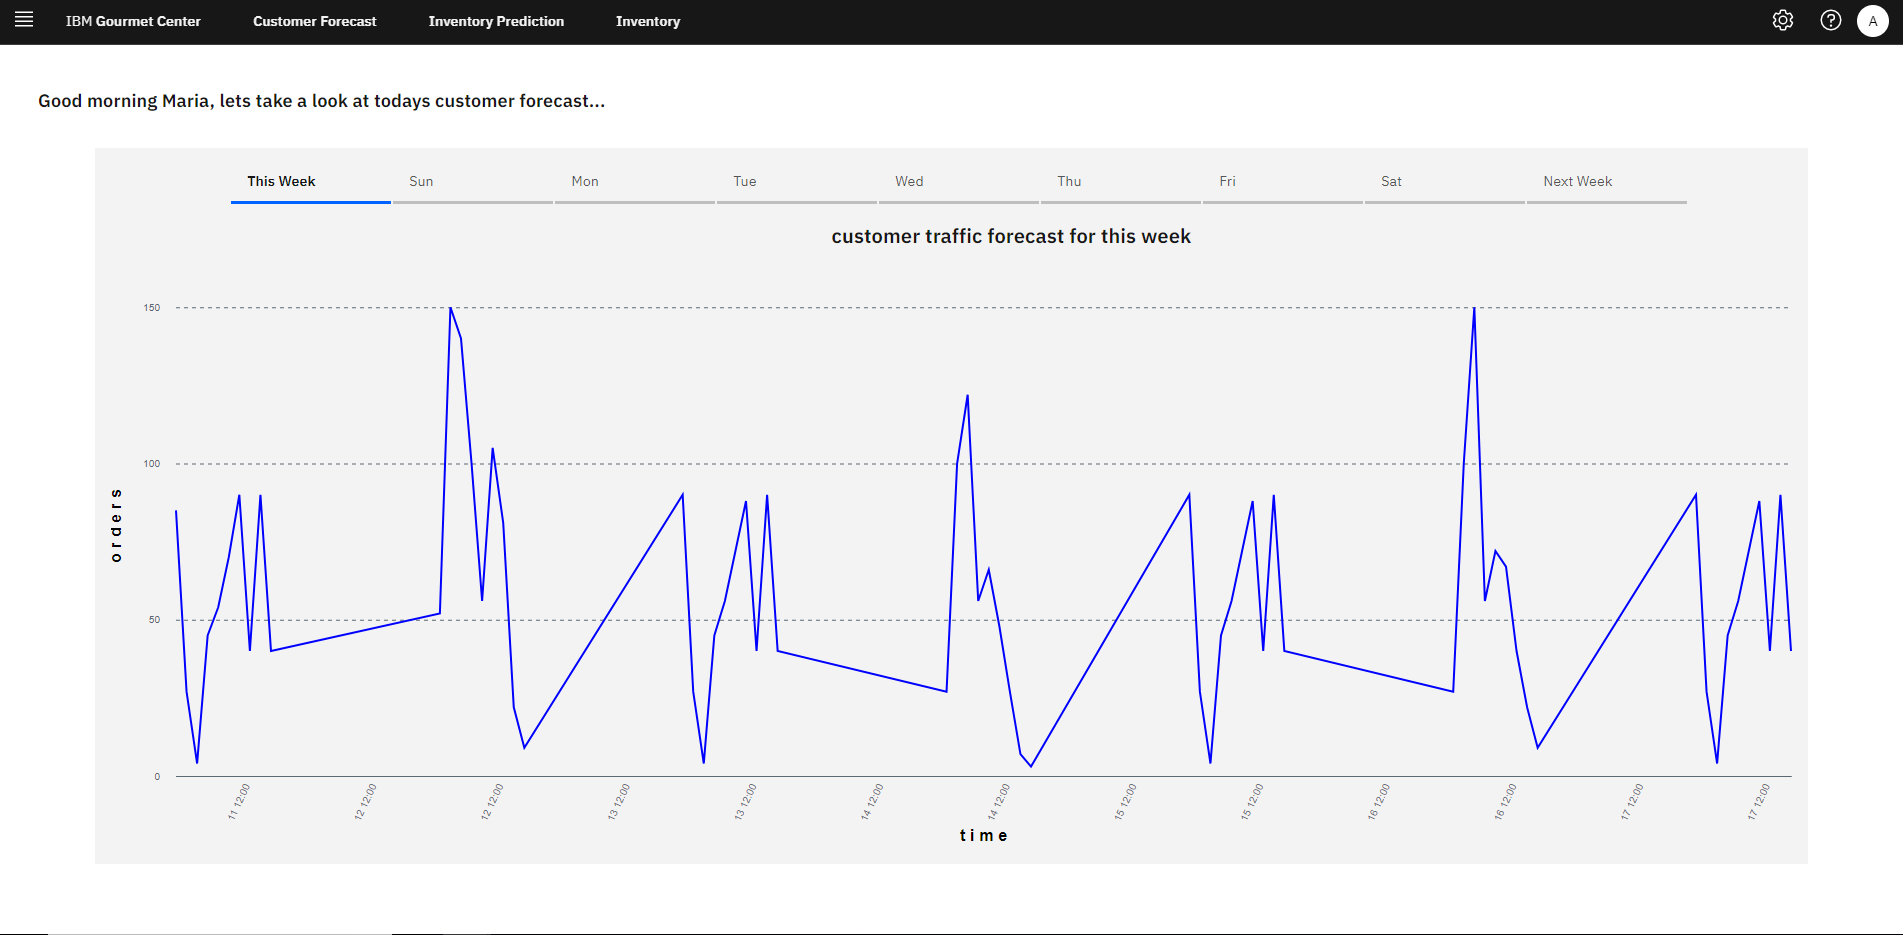 IBM Gourmet Center Customer Forecast Inventory Prediction Inventory A
Good morning Maria, lets take a look at todays customer forecast...
This Week Sun Mon Tue Wed Thu Fri Sat Next Week
customer traffic forecast for this week
150
100
50
0
orders
11 12:00 12 12:00 12 12:00 13 12:00 13 12:00 14 12:00 14 12:00 15 12:00 15 12:00 16 12:00 16 12:00 17 12:00 17 12:00
time